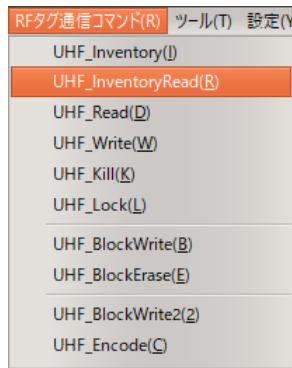 RFタグ通信コマンド(R) ツール(T) 設定(Y
UHF_Inventory(I)
UHF_InventoryRead(R)
UHF_Read(D)
UHF_Write(W)
UHF_Kill(K)
UHF_Lock(L)
UHF_BlockWrite(B)
UHF_BlockErase(E)
UHF_BlockWrite2(2)
UHF_Encode(C)